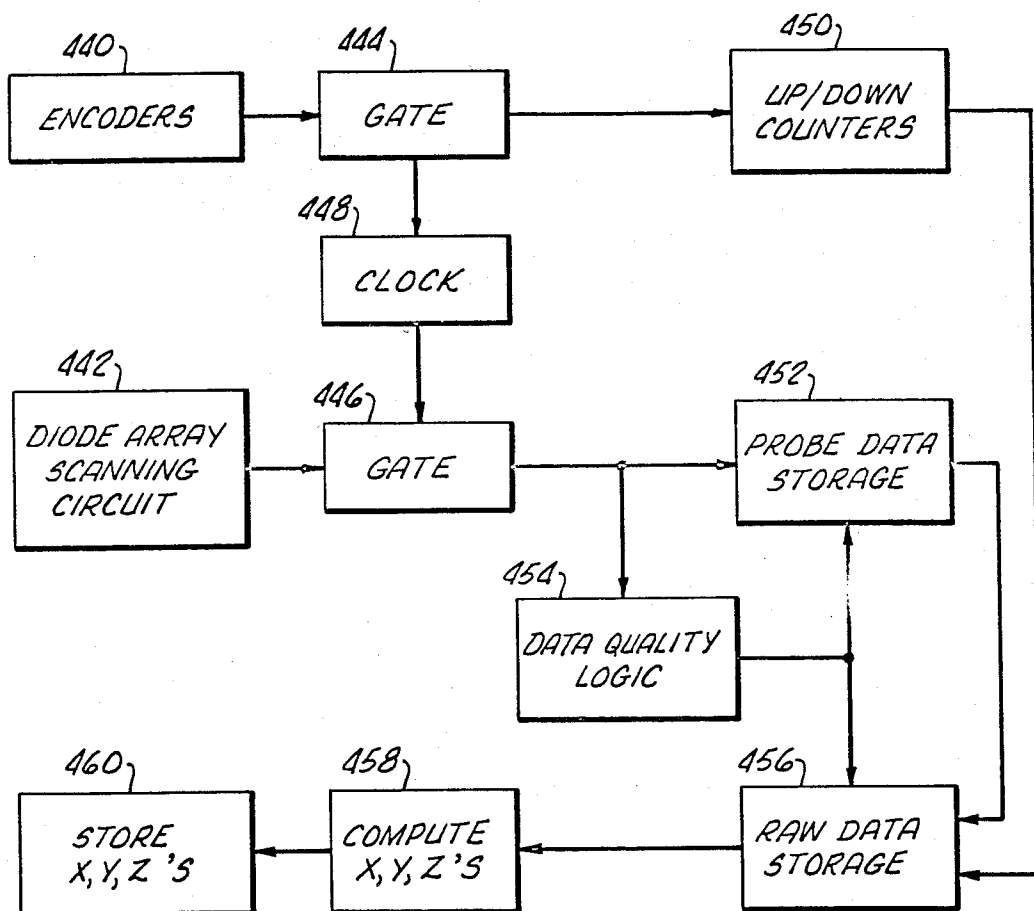 440
444
450
ENCODERS
GATE
UP/DOWN
COUNTERS
448
CLOCK
442
446
452
DIODE ARRAY
SCANNING
CIRCUIT
GATE
PROBE DATA
STORAGE
454
DATA QUALITY
LOGIC
460
458
456
STORE
X,Y,Z'S
COMPUTE
X,Y,Z'S
RAW DATA
STORAGE